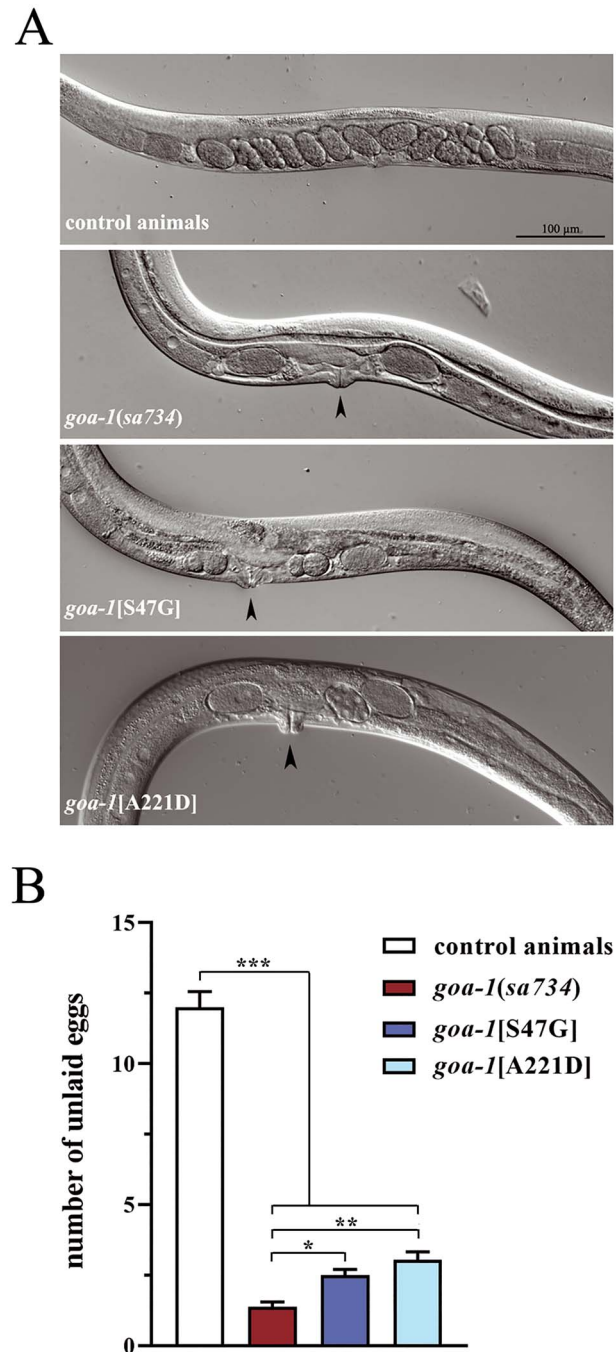 A
control animals
100 µm
goa-1(sa734)
goa-1[S47G]
goa-1[A221D]
B
15
10
5
0
number of unlaid eggs
***
**
*
control animals
goa-1(sa734)
goa-1[S47G]
goa-1[A221D]